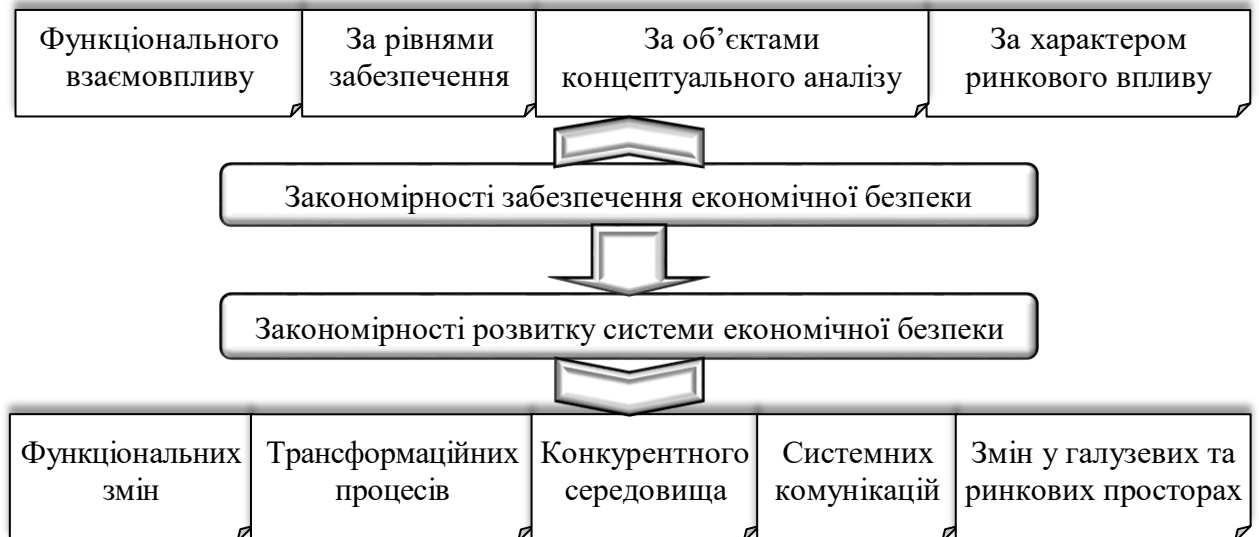 Функціонального
взаємовпливу
За рівнями
забезпечення
За об’єктами
концептуального аналізу
За характером
ринкового впливу
Закономірності забезпечення економічної безпеки
Закономірності розвитку системи економічної безпеки
Функціональних
змін
Трансформаційних
процесів
Конкурентного
середовища
Системних
комунікацій
Змін у галузевих та
ринкових просторах